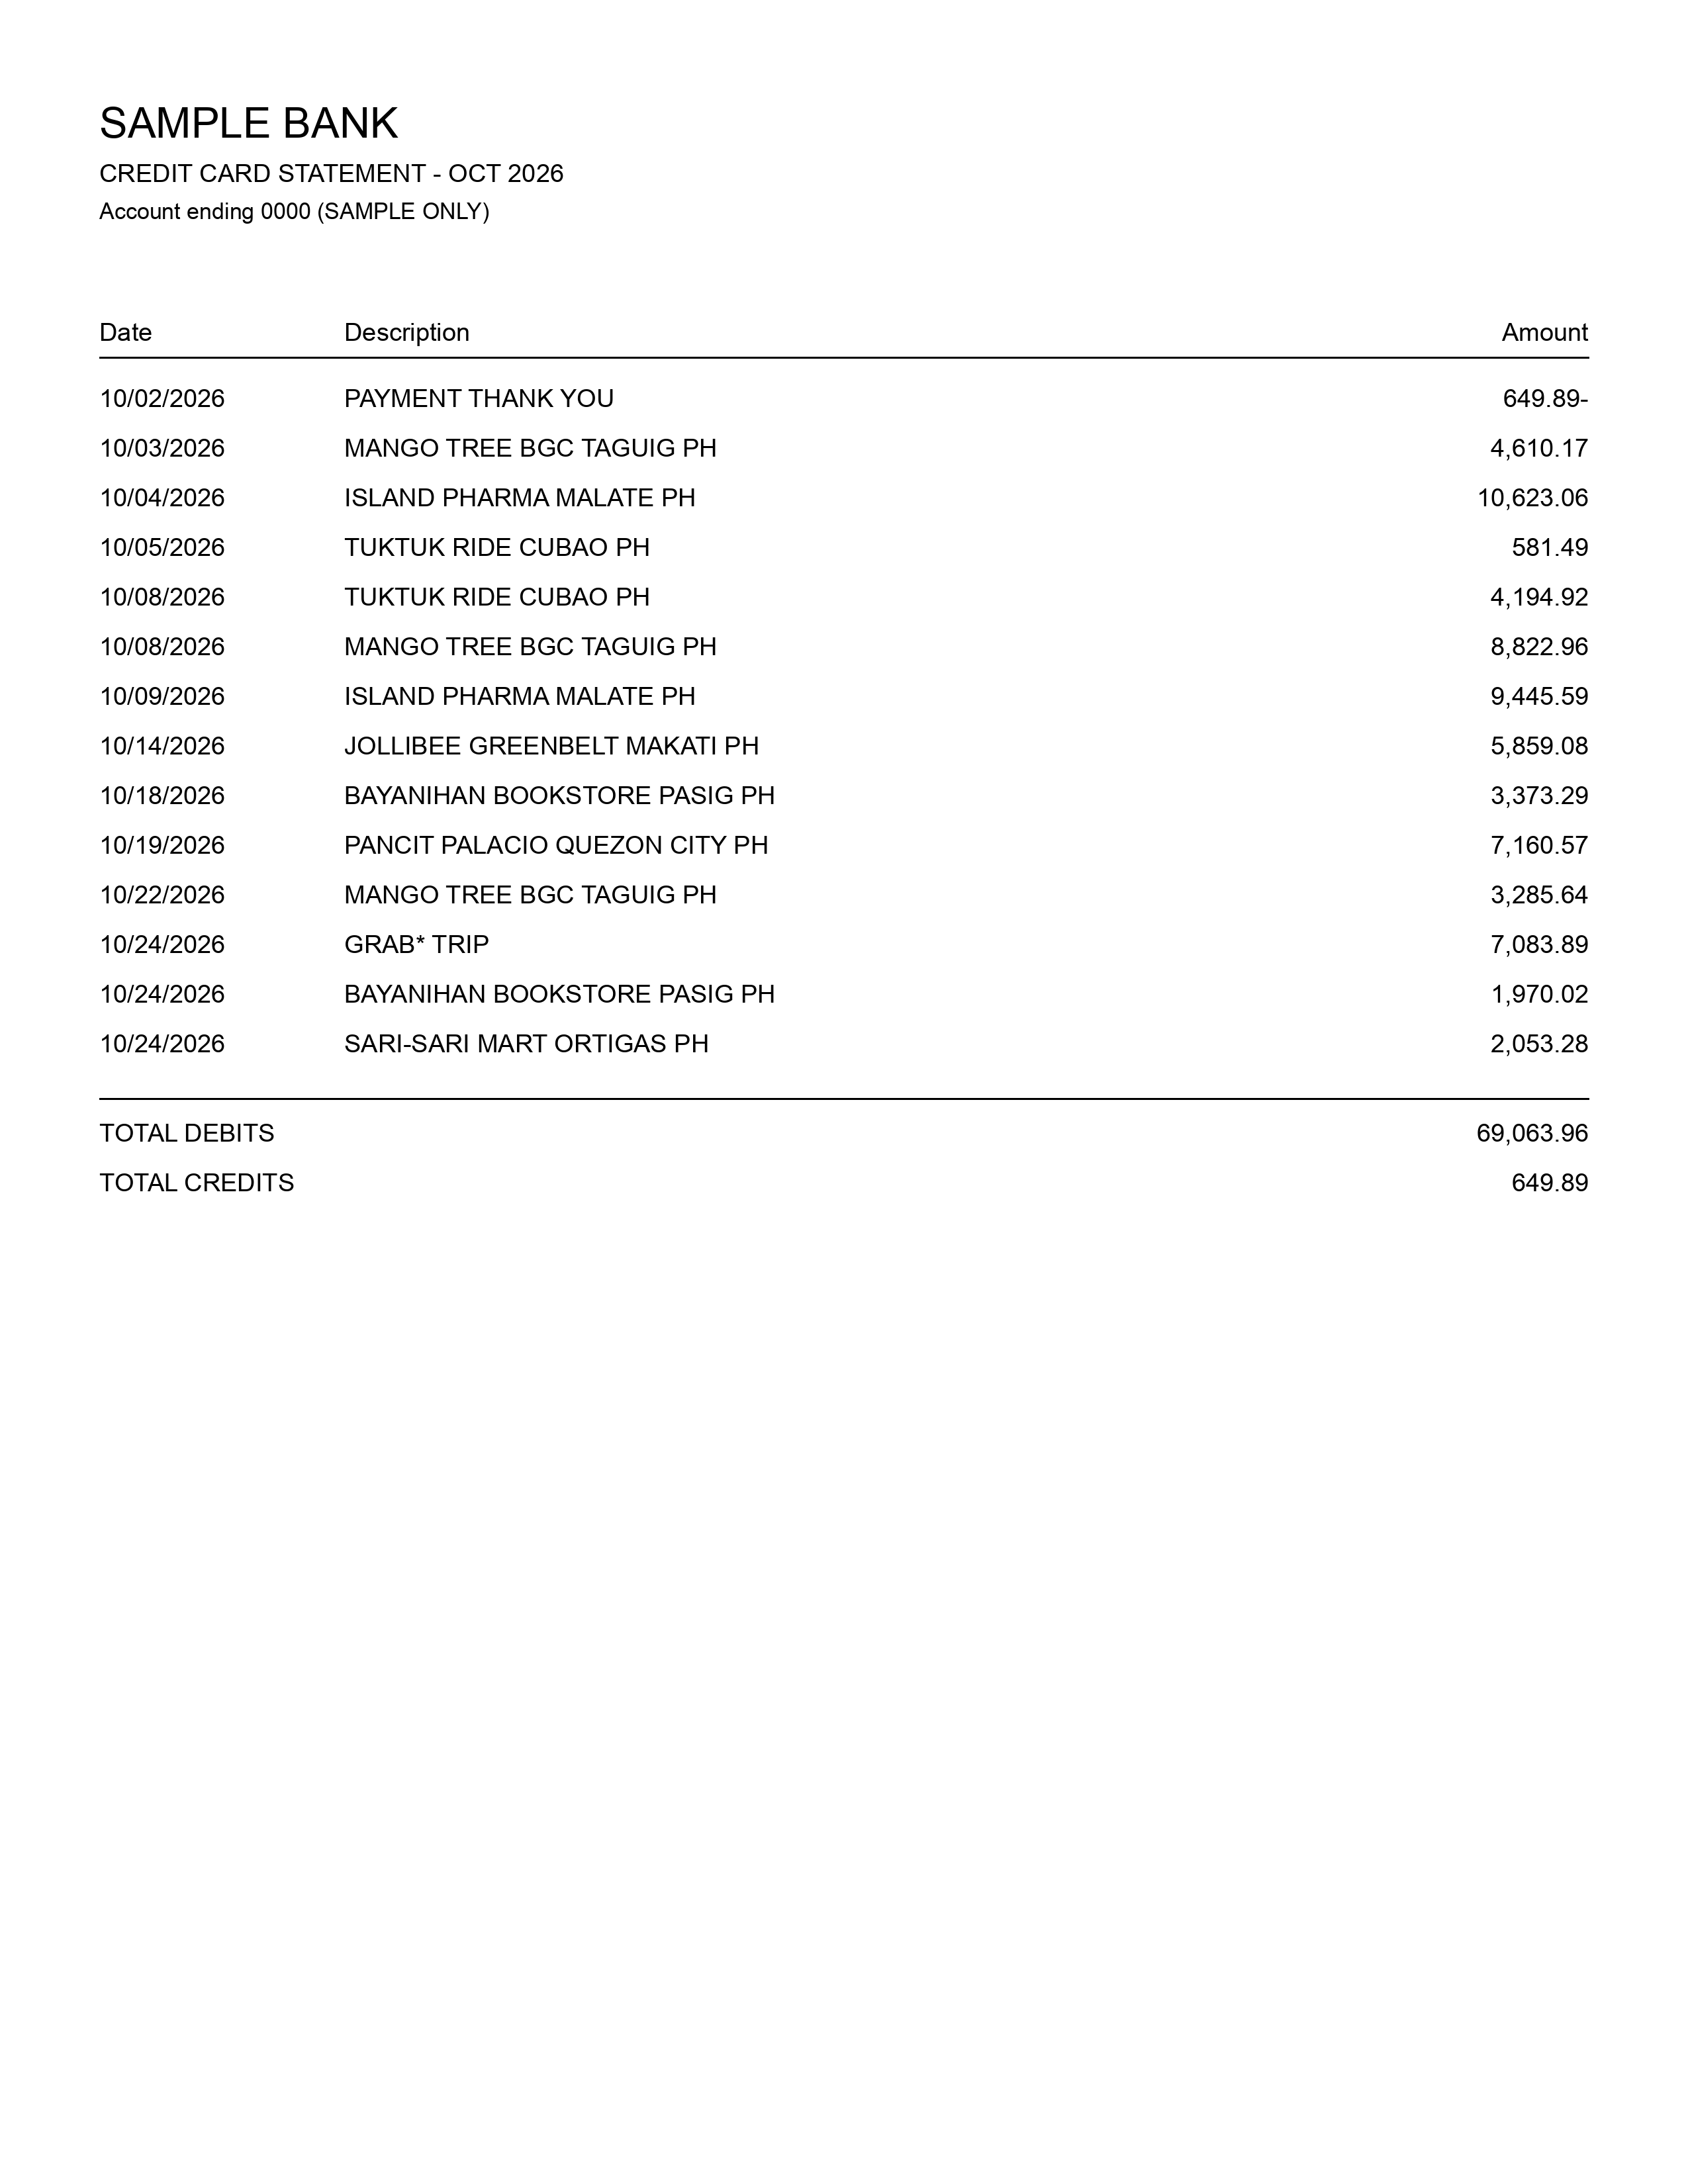 SAMPLE BANK
CREDIT CARD STATEMENT - OCT 2026
Account ending 0000 (SAMPLE ONLY)
Date Description Amount
10/02/2026 PAYMENT THANK YOU 649.89-
10/03/2026 MANGO TREE BGC TAGUIG PH 4,610.17
10/04/2026 ISLAND PHARMA MALATE PH 10,623.06
10/05/2026 TUKTUK RIDE CUBAO PH 581.49
10/08/2026 TUKTUK RIDE CUBAO PH 4,194.92
10/08/2026 MANGO TREE BGC TAGUIG PH 8,822.96
10/09/2026 ISLAND PHARMA MALATE PH 9,445.59
10/14/2026 JOLLIBEE GREENBELT MAKATI PH 5,859.08
10/18/2026 BAYANIHAN BOOKSTORE PASIG PH 3,373.29
10/19/2026 PANCIT PALACIO QUEZON CITY PH 7,160.57
10/22/2026 MANGO TREE BGC TAGUIG PH 3,285.64
10/24/2026 GRAB* TRIP 7,083.89
10/24/2026 BAYANIHAN BOOKSTORE PASIG PH 1,970.02
10/24/2026 SARI-SARI MART ORTIGAS PH 2,053.28
TOTAL DEBITS 69,063.96
TOTAL CREDITS 649.89